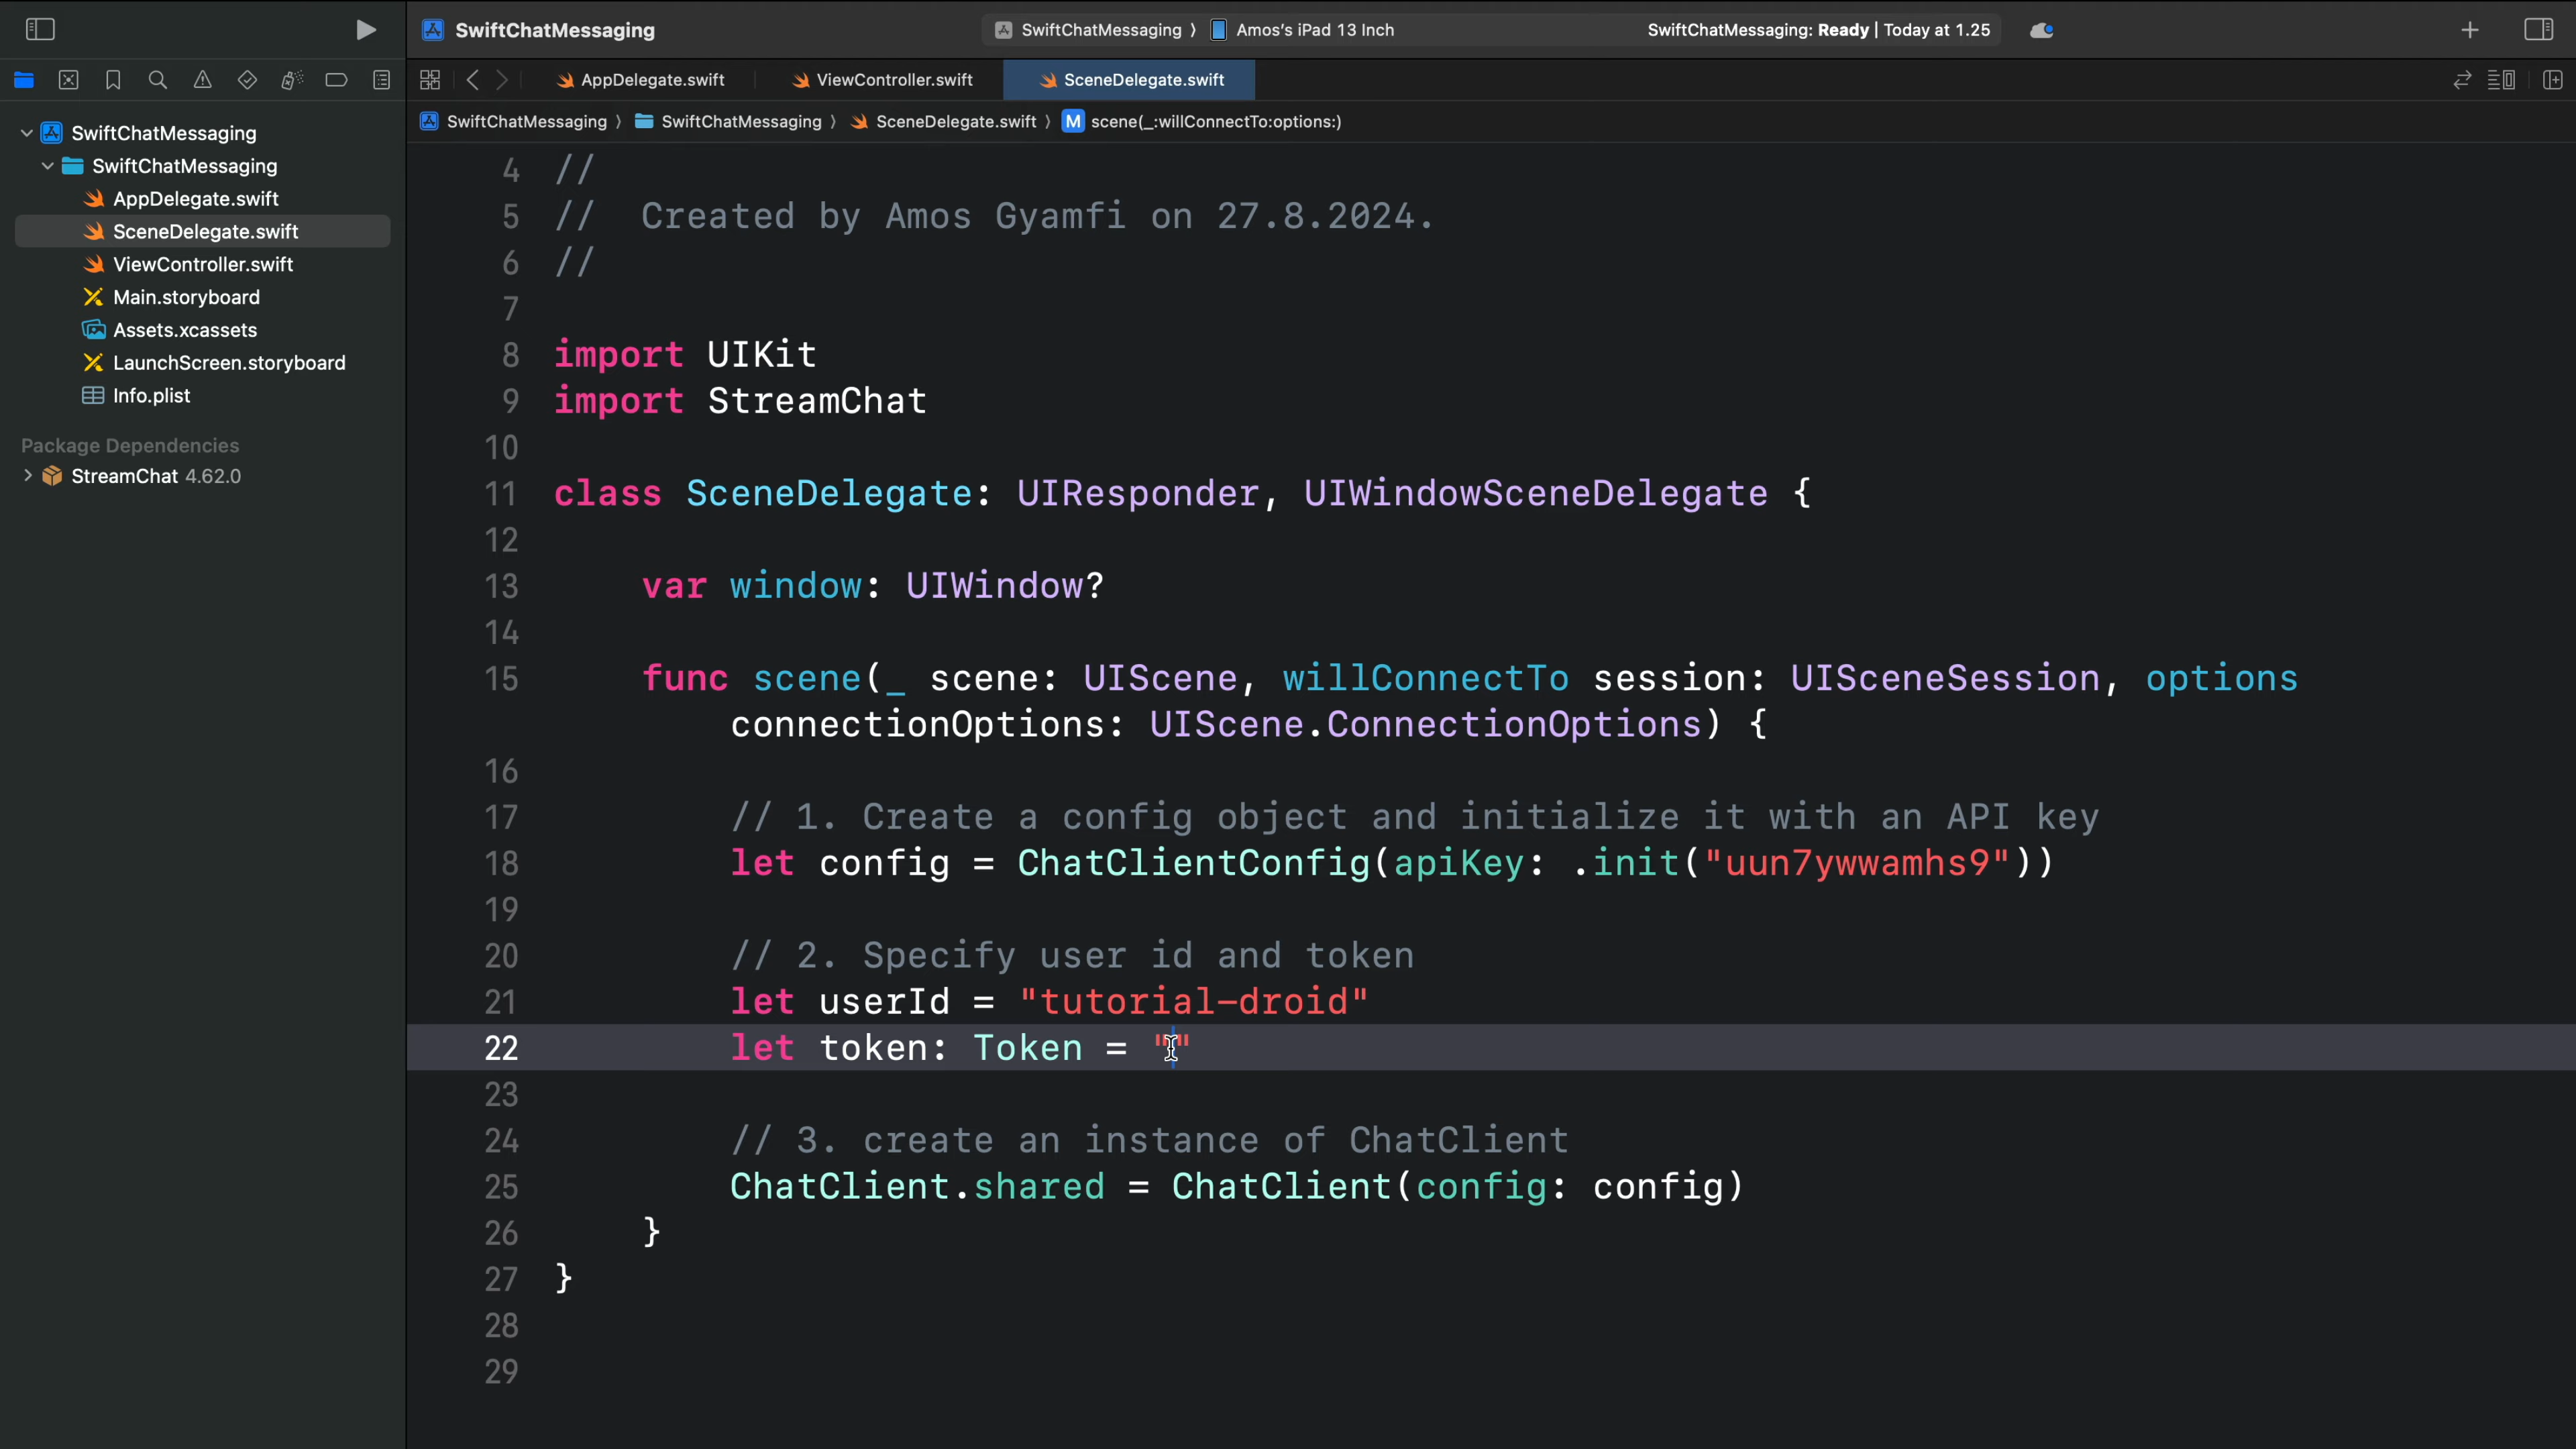 SwiftChatMessaging
SwiftChatMessaging 〉 Amos's iPad 13 Inch
SwiftChatMessaging: Ready | Today at 1.25
AppDelegate.swift
ViewController.swift
SceneDelegate.swift
SwiftChatMessaging 〉 SwiftChatMessaging 〉 SceneDelegate.swift 〉 M scene(_:willConnectTo:options:)
SwiftChatMessaging
SwiftChatMessaging
AppDelegate.swift
SceneDelegate.swift
ViewController.swift
Main.storyboard
Assets.xcassets
LaunchScreen.storyboard
Info.plist
Package Dependencies
StreamChat 4.62.0
4 //
5 //  Created by Amos Gyamfi on 27.8.2024.
6 //
7
8 import UIKit
9 import StreamChat
10
11 class SceneDelegate: UIResponder, UIWindowSceneDelegate {
12
13     var window: UIWindow?
14
15     func scene(_ scene: UIScene, willConnectTo session: UISceneSession, options
connectionOptions: UIScene.ConnectionOptions) {
16
17         // 1. Create a config object and initialize it with an API key
18         let config = ChatClientConfig(apiKey: .init("uun7ywwamhs9"))
19
20         // 2. Specify user id and token
21         let userId = "tutorial-droid"
22         let token: Token = ""
23
24         // 3. create an instance of ChatClient
25         ChatClient.shared = ChatClient(config: config)
26     }
27 }
28
29